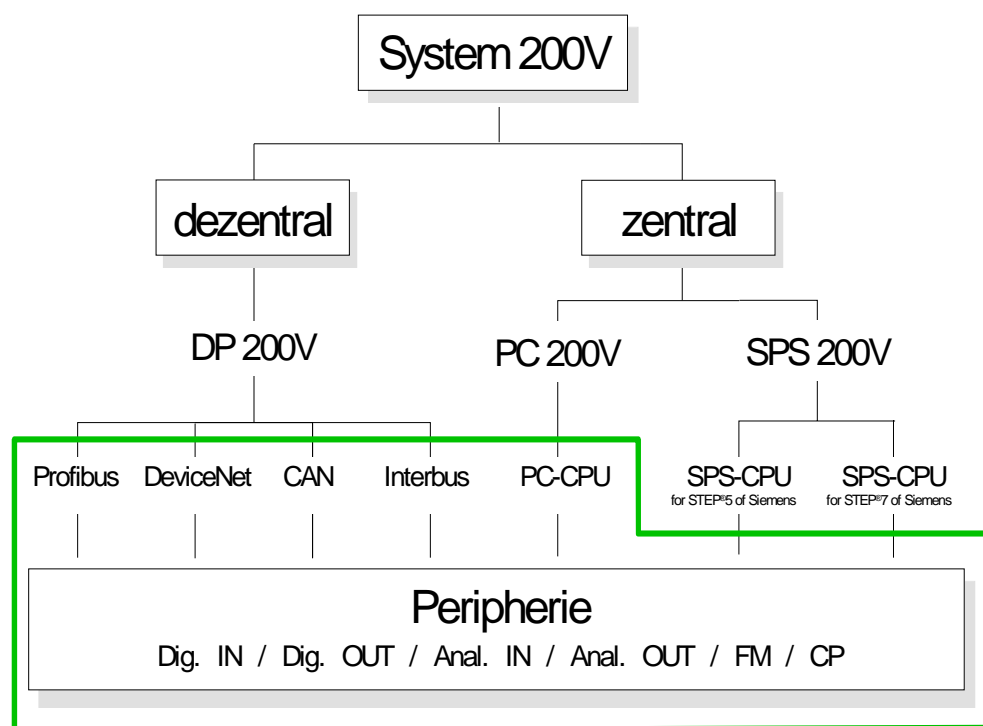 System 200V
dezentral
zentral
DP 200V
PC 200V
SPS 200V
Profibus
DeviceNet
CAN
Interbus
PC-CPU
SPS-CPU
for STEP®5 of Siemens
SPS-CPU
for STEP®7 of Siemens
Peripherie
Dig. IN / Dig. OUT / Anal. IN / Anal. OUT / FM / CP